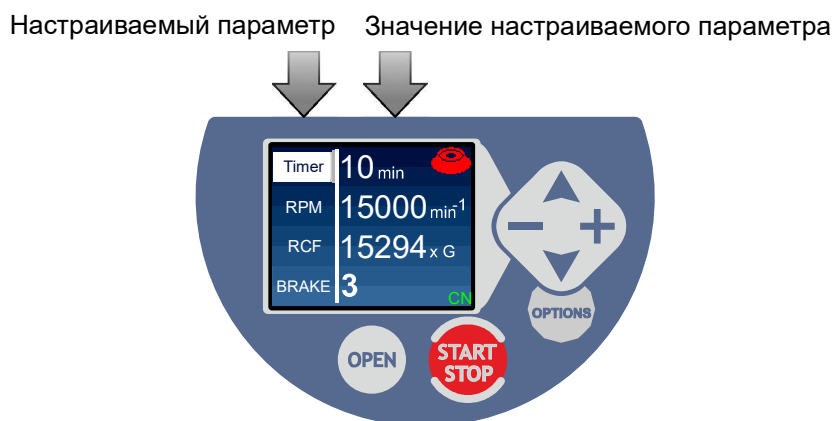 Настраиваемый параметр Значение настраиваемого параметра
Timer 10 min
RPM 15000 min-1
RCF 15294 x G
BRAKE 3
CN
− +
OPTIONS
OPEN
START
STOP